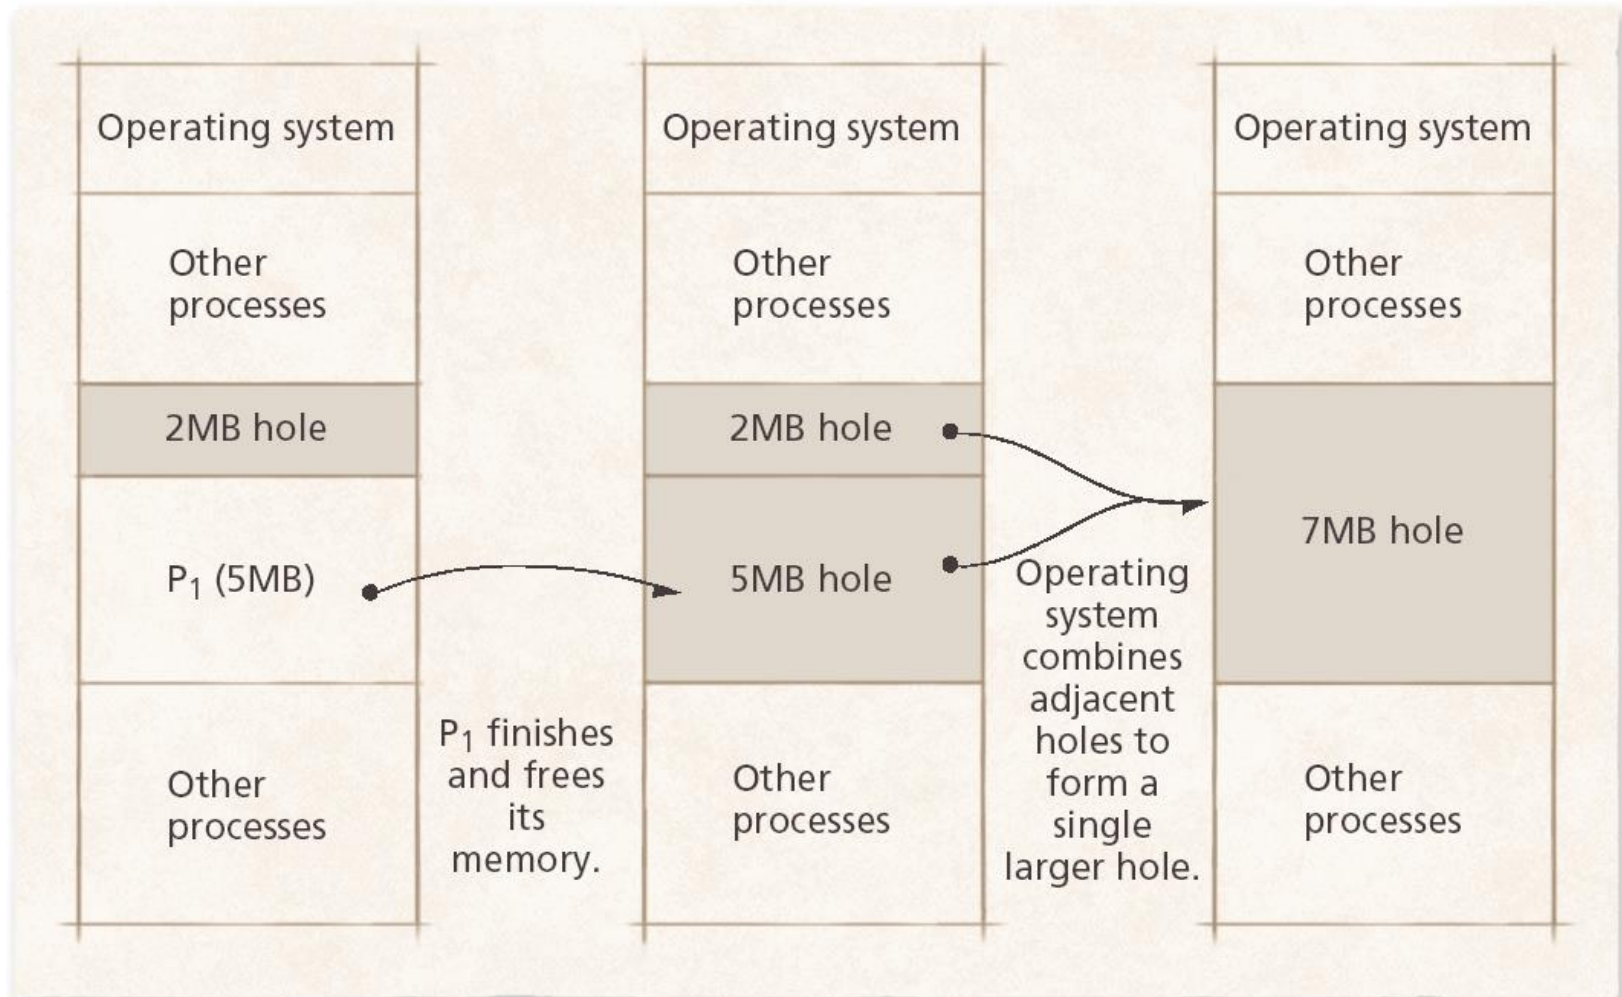 Operating system
Other
processes
2MB hole
P₁ (5MB)
Other
processes
P₁ finishes
and frees
its
memory.
Operating system
Other
processes
2MB hole
5MB hole
Other
processes
Operating
system
combines
adjacent
holes to
form a
single
larger hole.
Operating system
Other
processes
7MB hole
Other
processes